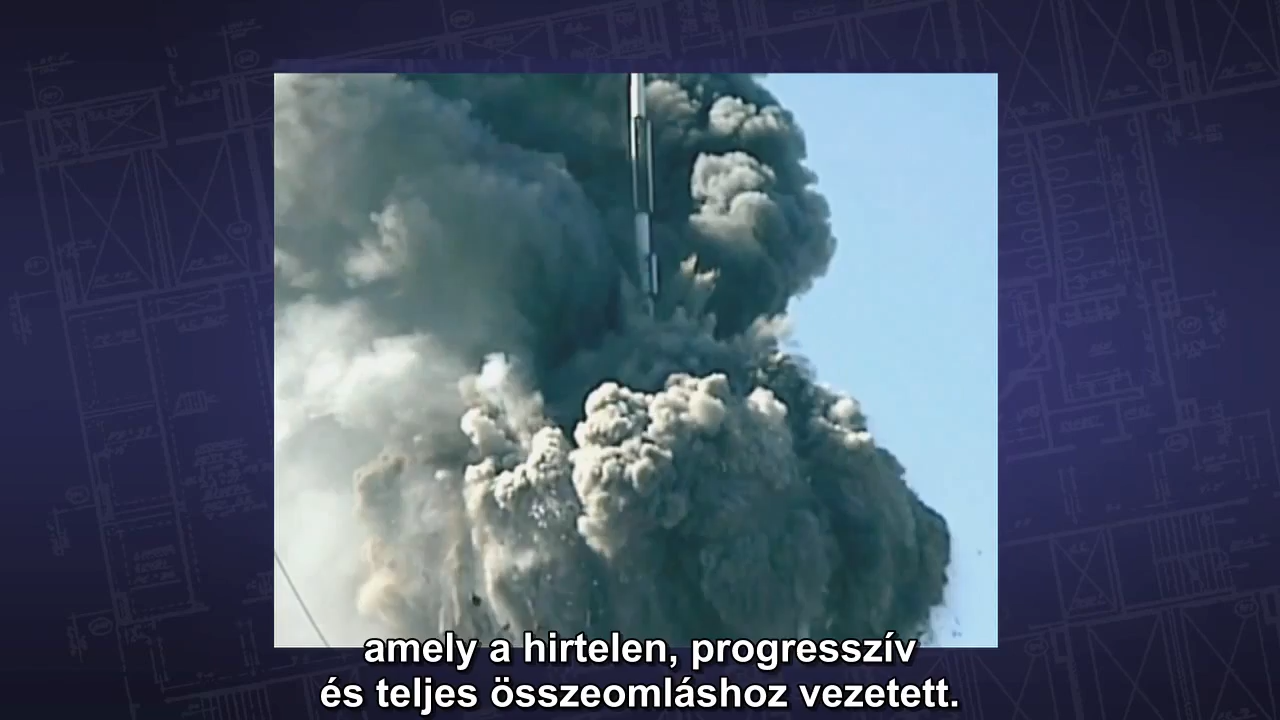 amely a hirtelen, progresszív
és teljes összeomláshoz vezetett.